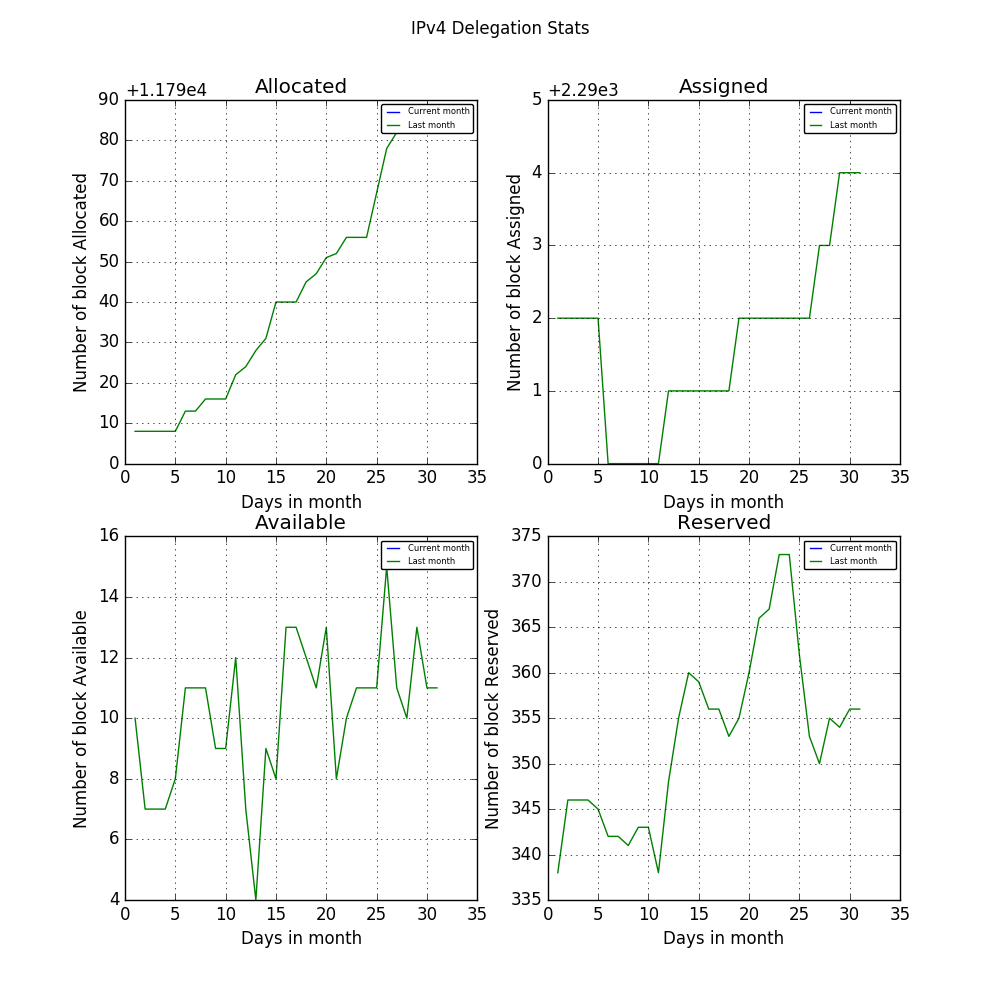 IPv4 Delegation Stats
Allocated
+1.179e4
Number of block Allocated
90
80
70
60
50
40
30
20
10
0
0 5 10 15 20 25 30 35
Days in month
Current month
Last month
Assigned
+2.29e3
Number of block Assigned
5
4
3
2
1
0
0 5 10 15 20 25 30 35
Days in month
Current month
Last month
Available
Number of block Available
16
14
12
10
8
6
4
0 5 10 15 20 25 30 35
Days in month
Current month
Last month
Reserved
Number of block Reserved
375
370
365
360
355
350
345
340
335
0 5 10 15 20 25 30 35
Days in month
Current month
Last month